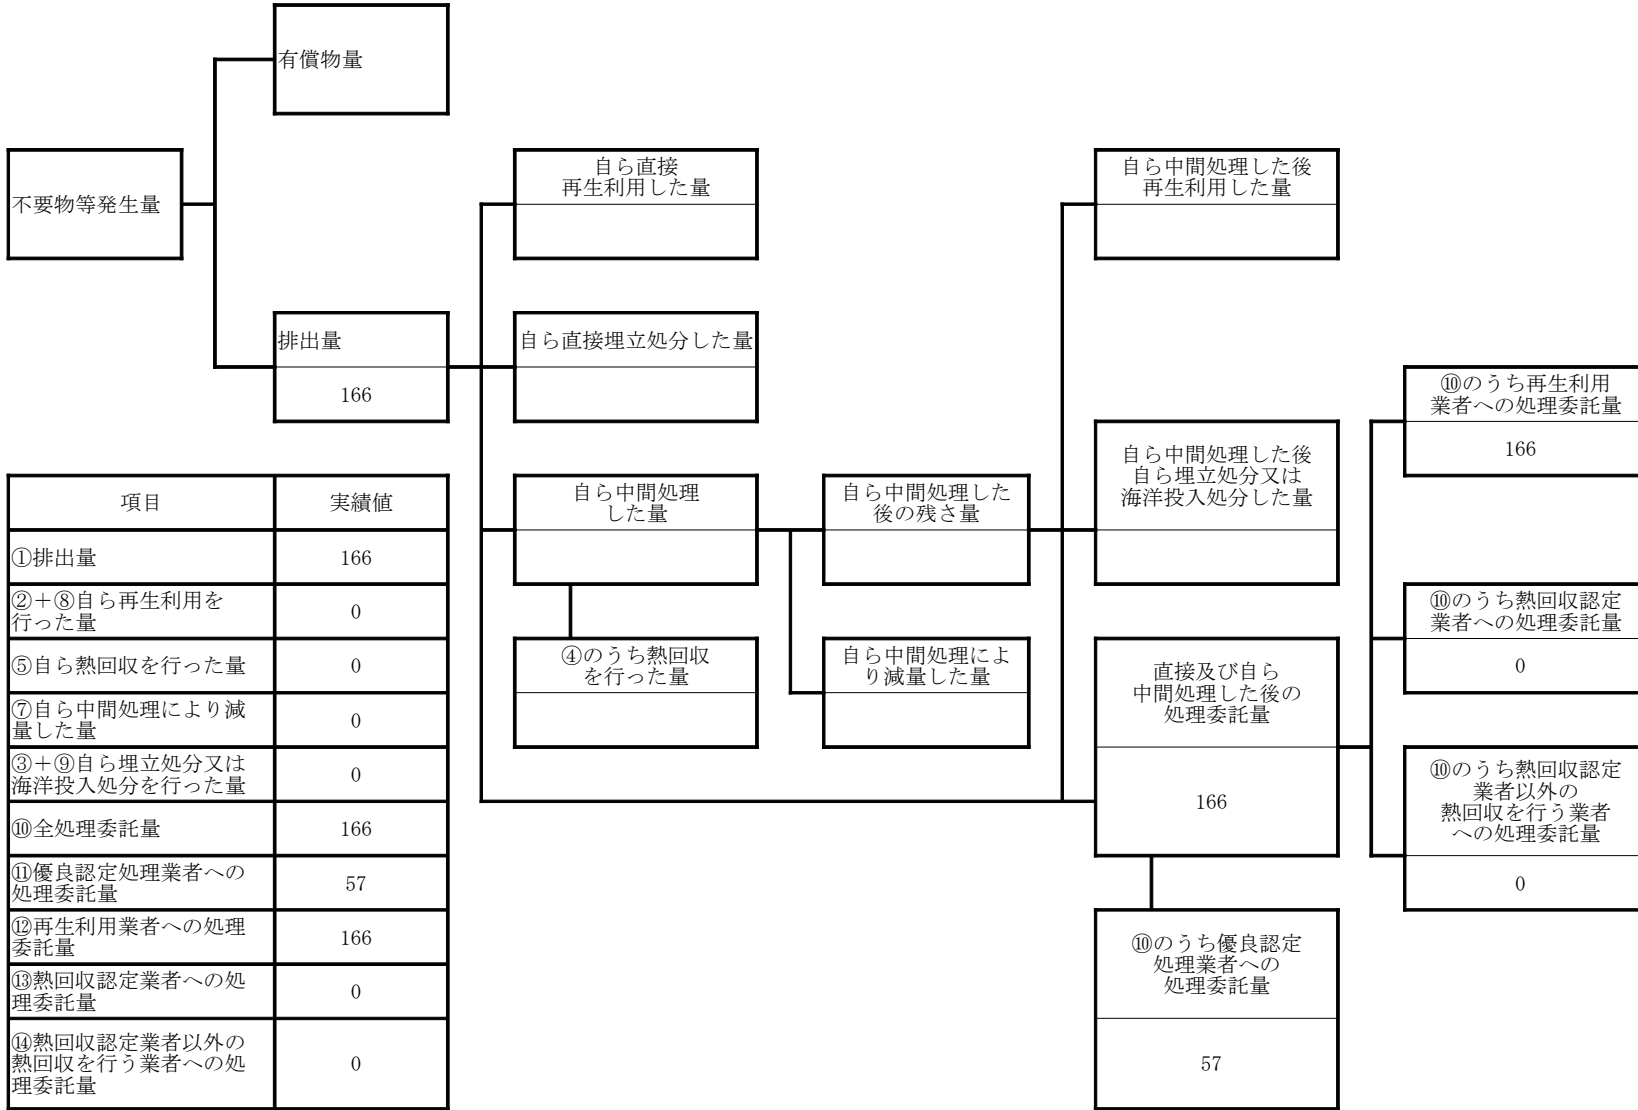 有償物量
不要物等発生量
自ら直接
再生利用した量
自ら中間処理した後
再生利用した量
排出量
166
自ら直接埋立処分した量
⑩のうち再生利用
業者への処理委託量
166
自ら中間処理
した量
自ら中間処理した
後の残さ量
自ら中間処理した後
自ら埋立処分又は
海洋投入処分した量
④のうち熱回収
を行った量
自ら中間処理によ
り減量した量
直接及び自ら
中間処理した後の
処理委託量
166
⑩のうち熱回収認定
業者への処理委託量
0
⑩のうち熱回収認定
業者以外の
熱回収を行う業者
への処理委託量
0
⑩のうち優良認定
処理業者への
処理委託量
57
項目 実績値
①排出量 166
②+⑧自ら再生利用を
行った量 0
⑤自ら熱回収を行った量 0
⑦自ら中間処理により減
量した量 0
③+⑨自ら埋立処分又は
海洋投入処分を行った量 0
⑩全処理委託量 166
⑪優良認定処理業者への
処理委託量 57
⑫再生利用業者への処理
委託量 166
⑬熱回収認定業者への処
理委託量 0
⑭熱回収認定業者以外の
熱回収を行う業者への処
理委託量 0